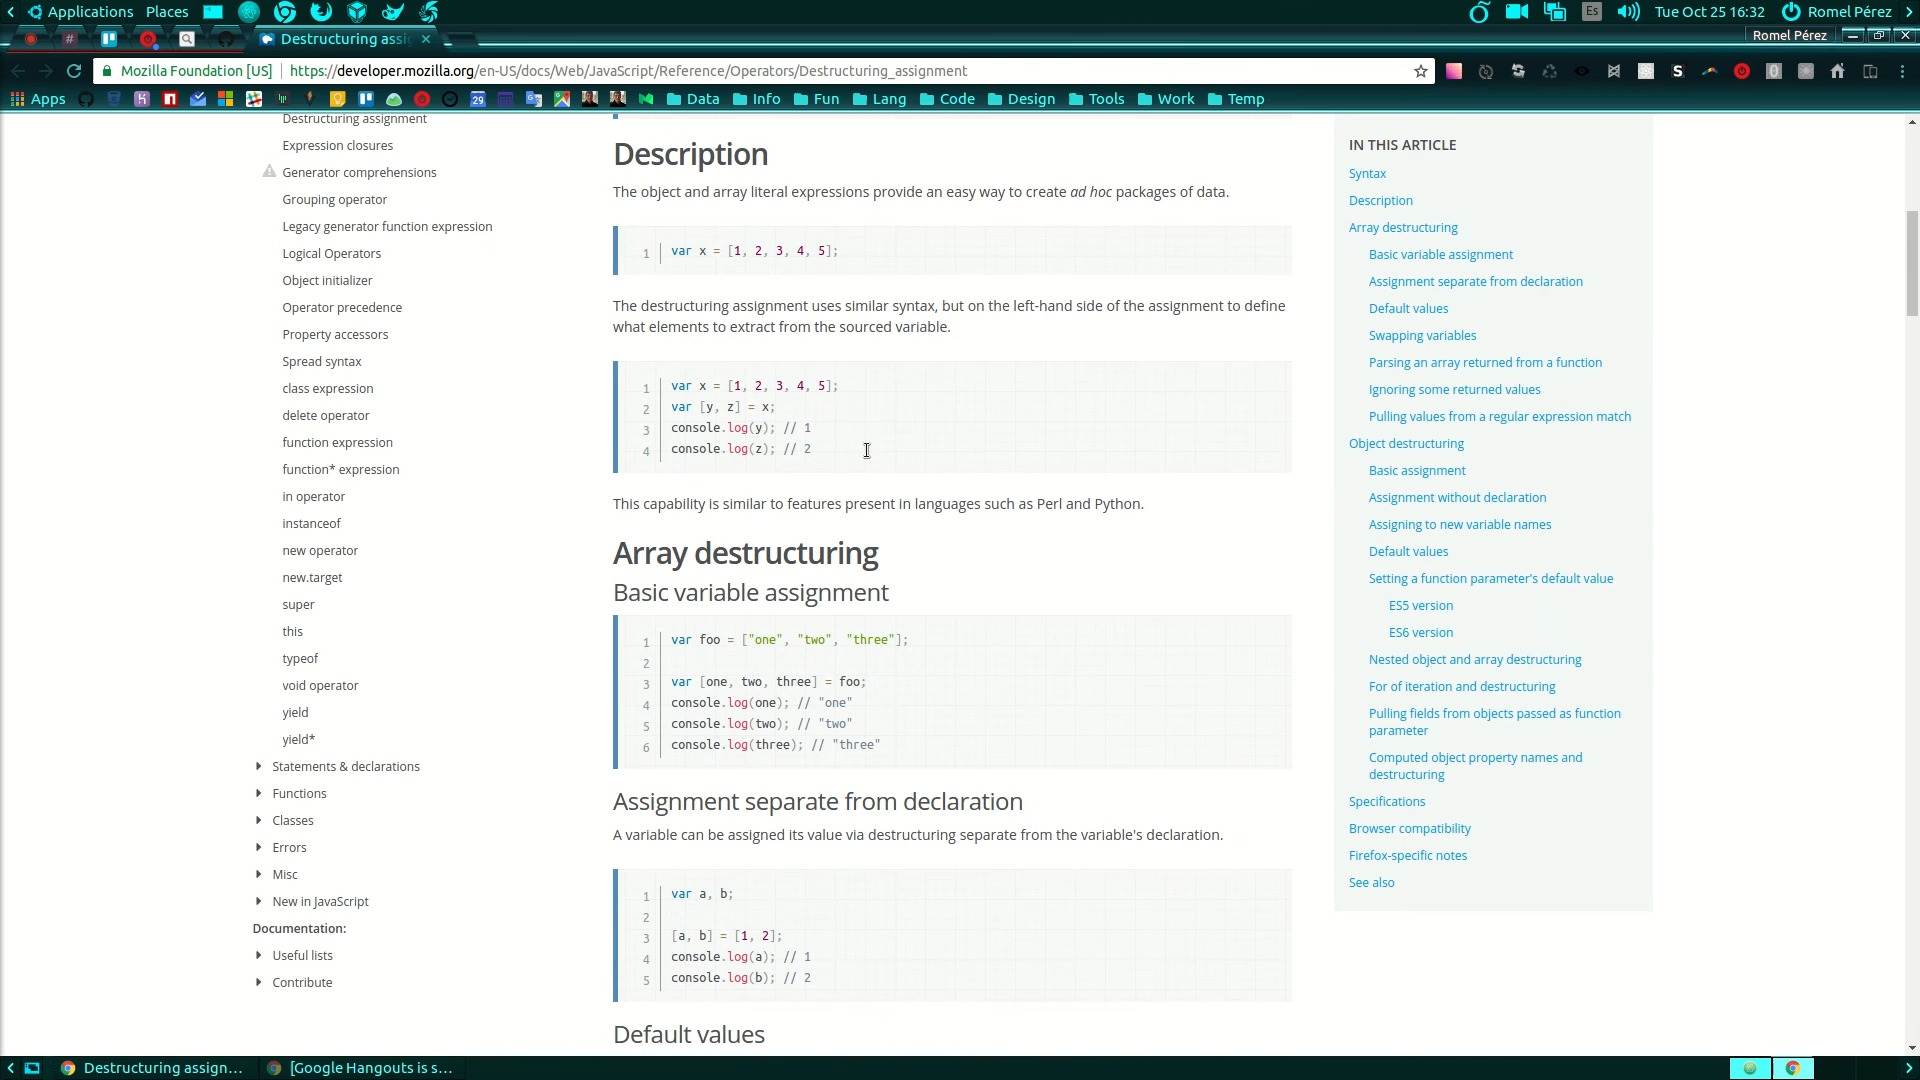 Applications Places
Es
Tue Oct 25 16:32
Romel Pérez
Destructuring assi
Romel Pérez
Mozilla Foundation [US]
https://developer.mozilla.org/en-US/docs/Web/JavaScript/Reference/Operators/Destructuring_assignment
Apps
Data
Info
Fun
Lang
Code
Design
Tools
Work
Temp
Destructuring assignment
Expression closures
Generator comprehensions
Grouping operator
Legacy generator function expression
Logical Operators
Object initializer
Operator precedence
Property accessors
Spread syntax
class expression
delete operator
function expression
function* expression
in operator
instanceof
new operator
new.target
super
this
typeof
void operator
yield
yield*
Statements & declarations
Functions
Classes
Errors
Misc
New in JavaScript
Documentation:
Useful lists
Contribute
Description
The object and array literal expressions provide an easy way to create ad hoc packages of data.
1 var x = [1, 2, 3, 4, 5];
The destructuring assignment uses similar syntax, but on the left-hand side of the assignment to define
what elements to extract from the sourced variable.
1 var x = [1, 2, 3, 4, 5];
2 var [y, z] = x;
3 console.log(y); // 1
4 console.log(z); // 2
This capability is similar to features present in languages such as Perl and Python.
Array destructuring
Basic variable assignment
1 var foo = ["one", "two", "three"];
2
3 var [one, two, three] = foo;
4 console.log(one); // "one"
5 console.log(two); // "two"
6 console.log(three); // "three"
Assignment separate from declaration
A variable can be assigned its value via destructuring separate from the variable's declaration.
1 var a, b;
2
3 [a, b] = [1, 2];
4 console.log(a); // 1
5 console.log(b); // 2
Default values
IN THIS ARTICLE
Syntax
Description
Array destructuring
Basic variable assignment
Assignment separate from declaration
Default values
Swapping variables
Parsing an array returned from a function
Ignoring some returned values
Pulling values from a regular expression match
Object destructuring
Basic assignment
Assignment without declaration
Assigning to new variable names
Default values
Setting a function parameter's default value
ES5 version
ES6 version
Nested object and array destructuring
For of iteration and destructuring
Pulling fields from objects passed as function
parameter
Computed object property names and
destructuring
Specifications
Browser compatibility
Firefox-specific notes
See also
Destructuring assign...
[Google Hangouts is s...